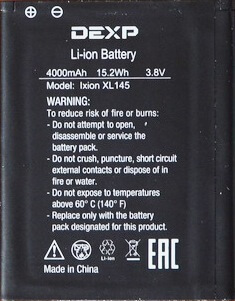 DEXP
Li-ion Battery
4000mAh 15.2Wh 3.8V
Model: Ixion XL145
WARNING:
To reduce risk of fire or burns:
- Do not attempt to open,
disassemble or service the
battery pack.
- Do not crush, puncture, short circuit
external contacts or dispose of in
fire or water.
- Do not expose to temperatures
above 60° C (140° F)
- Replace only with the battery
pack designated for this product.
Li-ion
EAC
Made in China